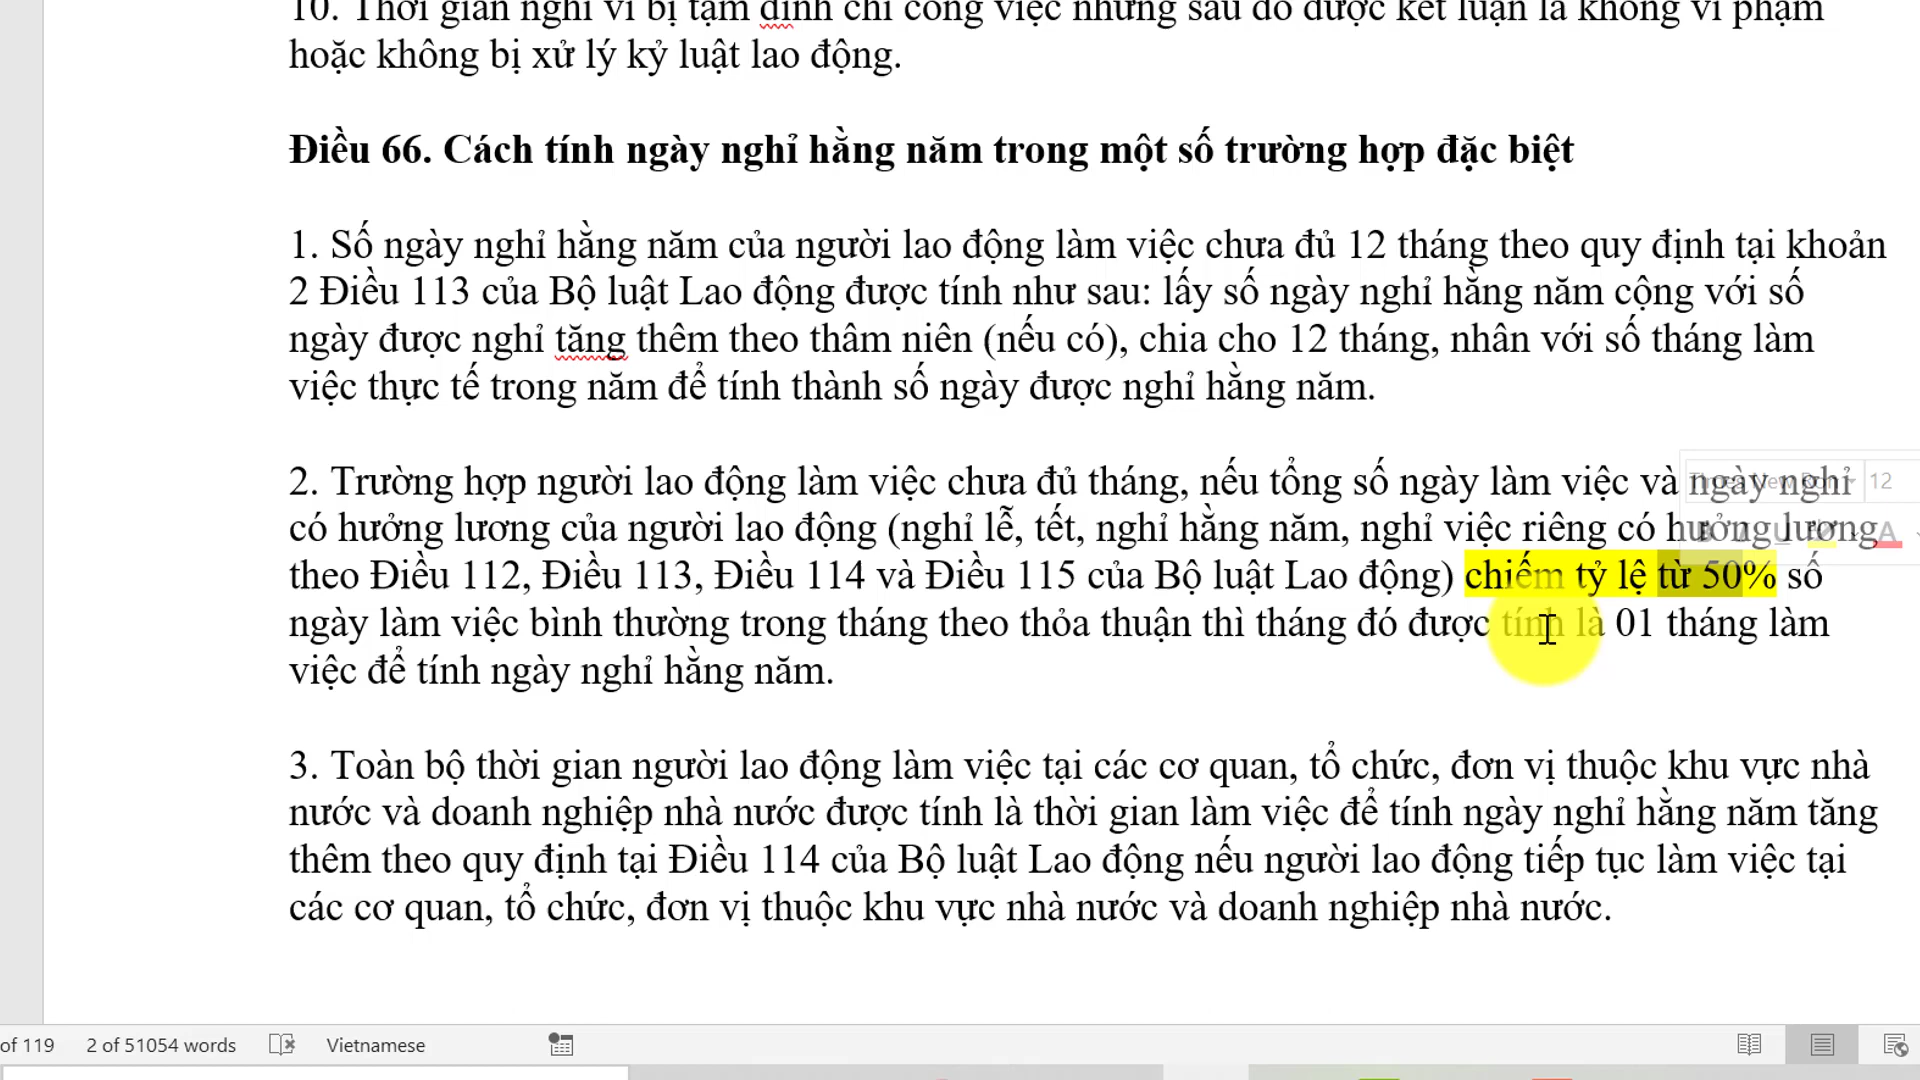 10. Thời gian nghỉ vì bị tạm đình chỉ công việc nhưng sau đó được kết luận là không vi phạm
hoặc không bị xử lý kỷ luật lao động.
Điều 66. Cách tính ngày nghỉ hằng năm trong một số trường hợp đặc biệt
1. Số ngày nghỉ hằng năm của người lao động làm việc chưa đủ 12 tháng theo quy định tại khoản
2 Điều 113 của Bộ luật Lao động được tính như sau: lấy số ngày nghỉ hằng năm cộng với số
ngày được nghỉ tăng thêm theo thâm niên (nếu có), chia cho 12 tháng, nhân với số tháng làm
việc thực tế trong năm để tính thành số ngày được nghỉ hằng năm.
2. Trường hợp người lao động làm việc chưa đủ tháng, nếu tổng số ngày làm việc và ngày nghỉ
có hưởng lương của người lao động (nghỉ lễ, tết, nghỉ hằng năm, nghỉ việc riêng có hưởng lương
theo Điều 112, Điều 113, Điều 114 và Điều 115 của Bộ luật Lao động) chiếm tỷ lệ từ 50% số
ngày làm việc bình thường trong tháng theo thỏa thuận thì tháng đó được tính là 01 tháng làm
việc để tính ngày nghỉ hằng năm.
3. Toàn bộ thời gian người lao động làm việc tại các cơ quan, tổ chức, đơn vị thuộc khu vực nhà
nước và doanh nghiệp nhà nước được tính là thời gian làm việc để tính ngày nghỉ hằng năm tăng
thêm theo quy định tại Điều 114 của Bộ luật Lao động nếu người lao động tiếp tục làm việc tại
các cơ quan, tổ chức, đơn vị thuộc khu vực nhà nước và doanh nghiệp nhà nước.
12
of 119 2 of 51054 words Vietnamese